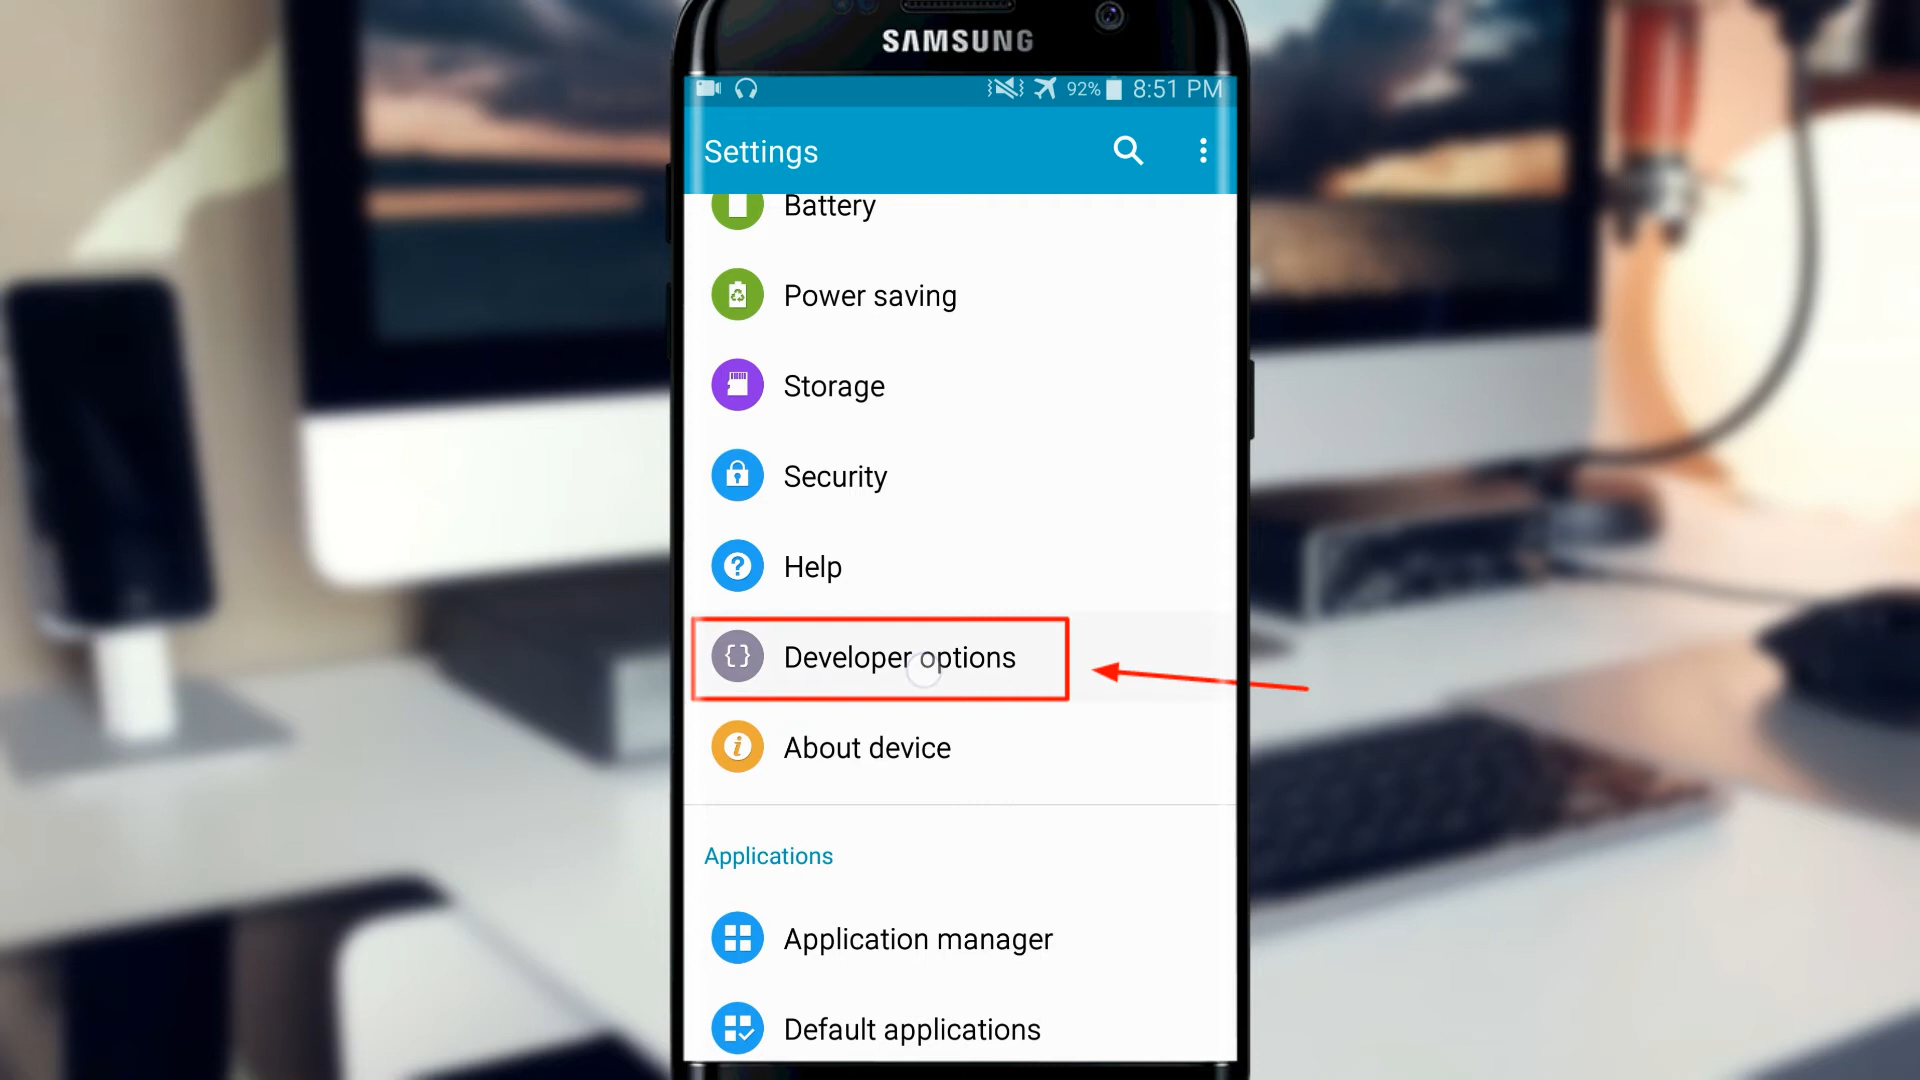 SAMSUNG
92% 8:51 PM
Settings
Battery
Power saving
Storage
Security
Help
Developer options
About device
Applications
Application manager
Default applications